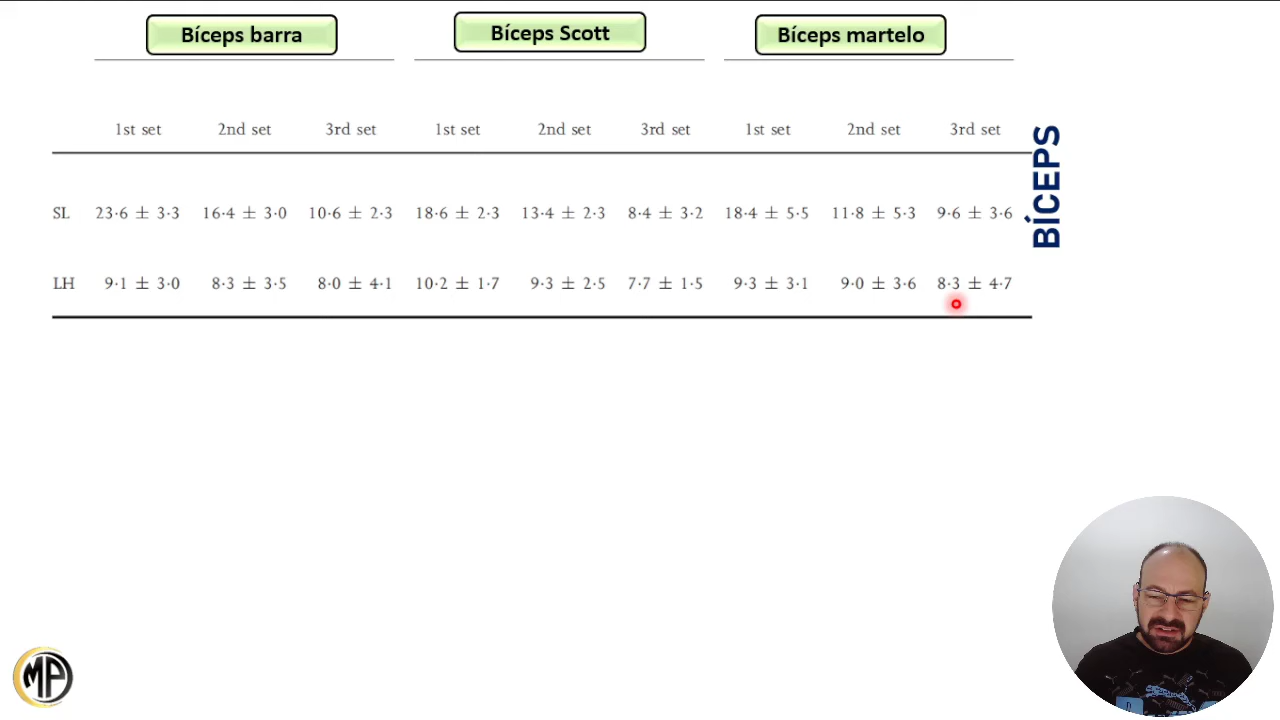 Bíceps barra Bíceps Scott Bíceps martelo
1st set 2nd set 3rd set 1st set 2nd set 3rd set 1st set 2nd set 3rd set
SL 23·6 ± 3·3 16·4 ± 3·0 10·6 ± 2·3 18·6 ± 2·3 13·4 ± 2·3 8·4 ± 3·2 18·4 ± 5·5 11·8 ± 5·3 9·6 ± 3·6
LH 9·1 ± 3·0 8·3 ± 3·5 8·0 ± 4·1 10·2 ± 1·7 9·3 ± 2·5 7·7 ± 1·5 9·3 ± 3·1 9·0 ± 3·6 8·3 ± 4·7
BÍCEPS
MP